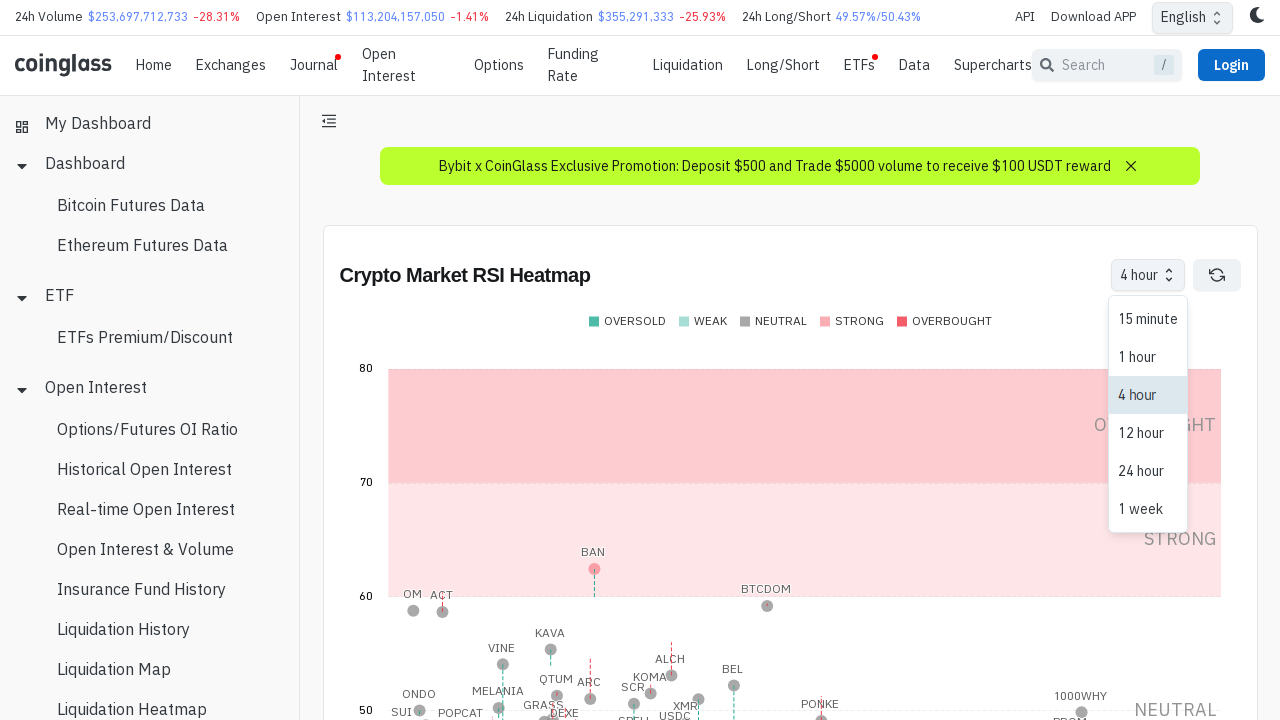 24h Volume $253,697,712,733 -28.31% Open Interest $113,204,157,050 -1.41% 24h Liquidation $355,291,333 -25.93% 24h Long/Short 49.57%/50.43% API Download APP English
coinglass Home Exchanges Journal Open Interest Options Funding Rate Liquidation Long/Short ETFs Data Supercharts Search / Login
My Dashboard
Dashboard
Bitcoin Futures Data
Ethereum Futures Data
ETF
ETFs Premium/Discount
Open Interest
Options/Futures OI Ratio
Historical Open Interest
Real-time Open Interest
Open Interest & Volume
Insurance Fund History
Liquidation History
Liquidation Map
Liquidation Heatmap
Bybit x CoinGlass Exclusive Promotion: Deposit $500 and Trade $5000 volume to receive $100 USDT reward
Crypto Market RSI Heatmap
4 hour
15 minute
1 hour
4 hour
12 hour
24 hour
1 week
OVERSOLD WEAK NEUTRAL STRONG OVERBOUGHT
80
70
STRONG
BAN
60
OM ACT BTCDOM
KAVA
VINE
ALCH
BEL
QTUM ARC KOMA
SCR
ONDO MELANIA 1000WHY
GRASS XMR PONKE
50 SUI POPCAT DEXE USDC NEUTRAL